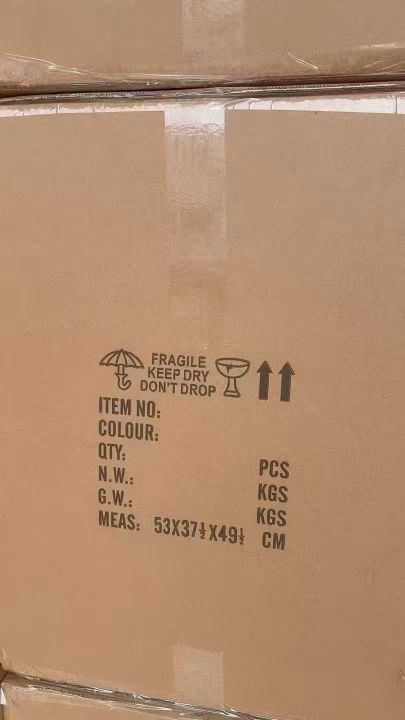 FRAGILE
KEEP DRY
DON'T DROP
ITEM NO:
COLOUR:
QTY: PCS
N.W.: KGS
G.W.: KGS
MEAS: 53X37½X49½ CM